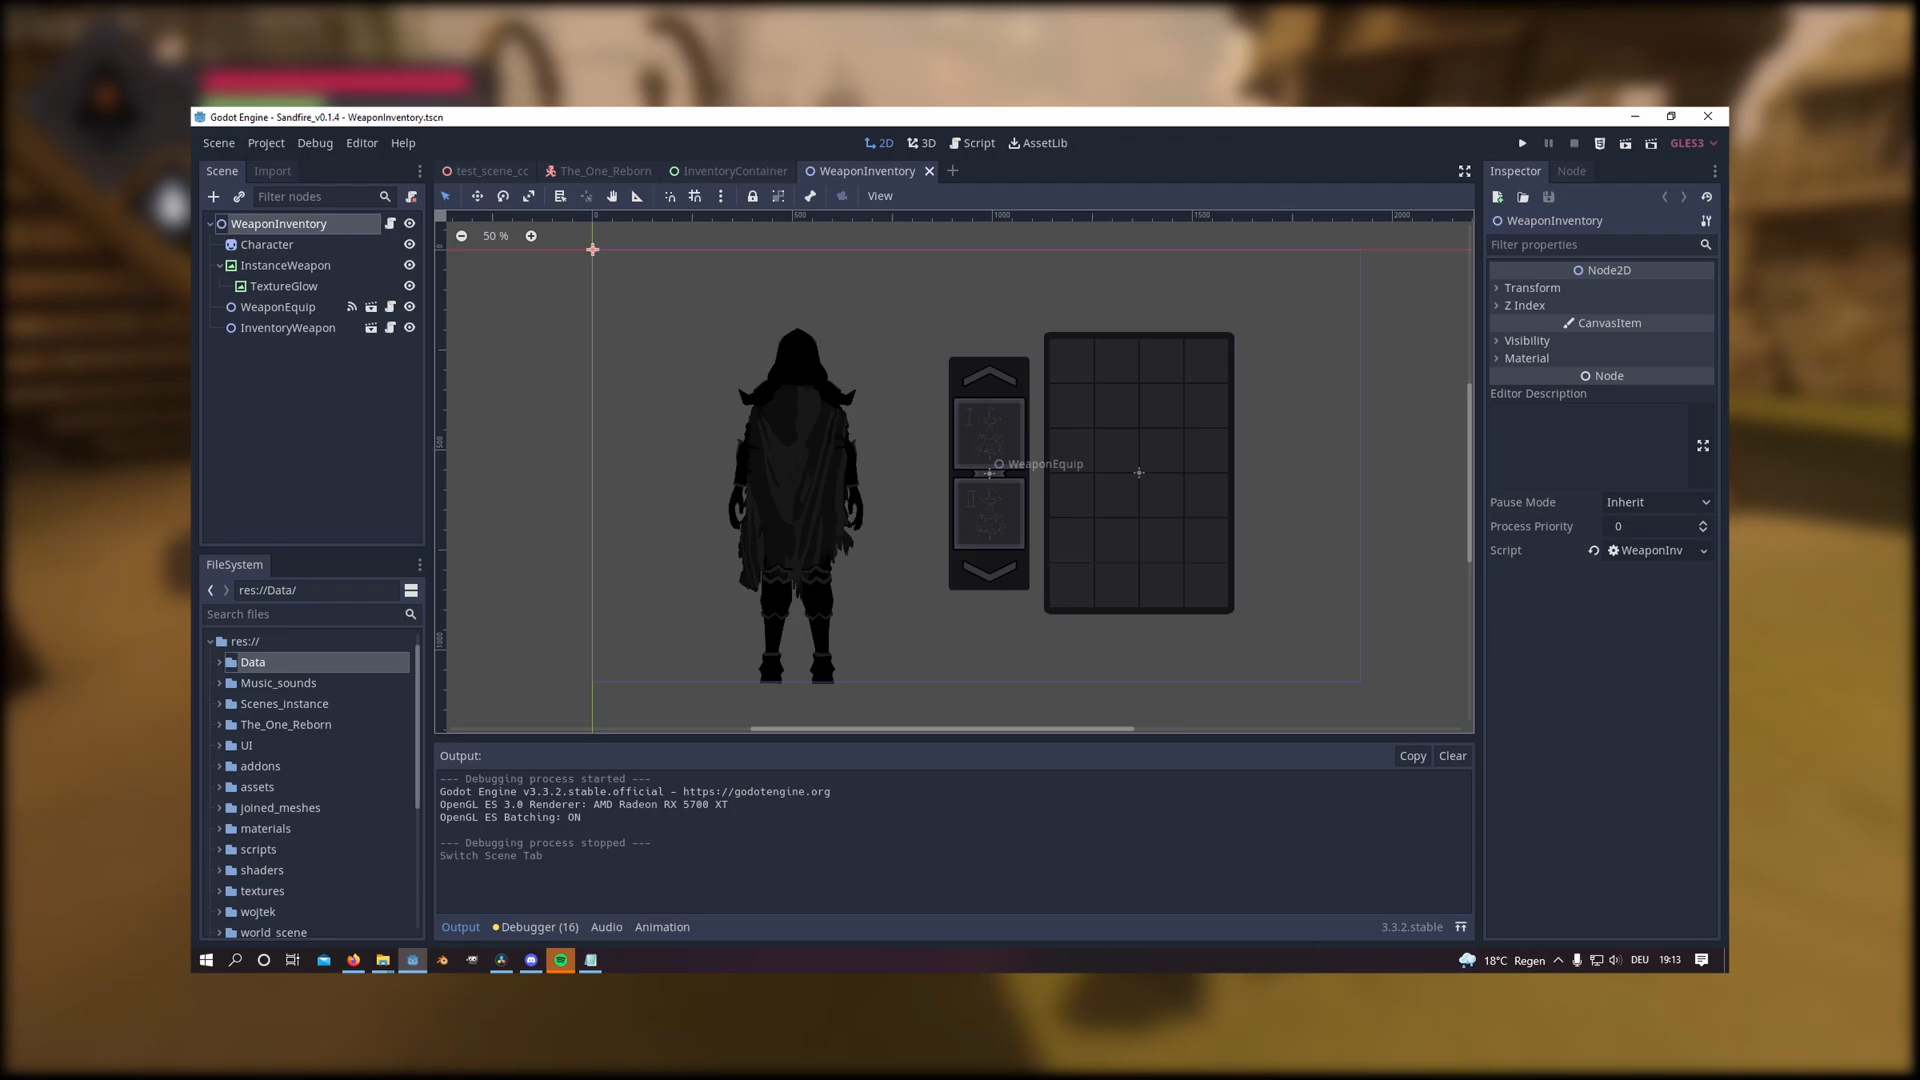 Godot Engine - Sandfire_v0.1.4 - WeaponInventory.tscn
Scene Project Debug Editor Help
2D 3D Script AssetLib
GLES3
Scene Import
test_scene_cc The_One_Reborn InventoryContainer WeaponInventory
Inspector Node
Filter nodes
View
WeaponInventory
Character
InstanceWeapon
TextureGlow
WeaponEquip
InventoryWeapon
0 500 1000 1500 2000
0
500
1000
50 %
WeaponEquip
WeaponInventory
Filter properties
Node2D
Transform
Z Index
CanvasItem
Visibility
Material
Node
Editor Description
Pause Mode Inherit
Process Priority 0
Script WeaponInv
FileSystem
res://Data/
Search files
res://
Data
Music_sounds
Scenes_Instance
The_One_Reborn
UI
addons
assets
joined_meshes
materials
scripts
shaders
textures
wojtek
world_scene
Output:
Copy Clear
--- Debugging process started ---
Godot Engine v3.3.2.stable.official - https://godotengine.org
OpenGL ES 3.0 Renderer: AMD Radeon RX 5700 XT
OpenGL ES Batching: ON
--- Debugging process stopped ---
Switch Scene Tab
Output Debugger (16) Audio Animation
3.3.2.stable
18°C Regen DEU 19:13